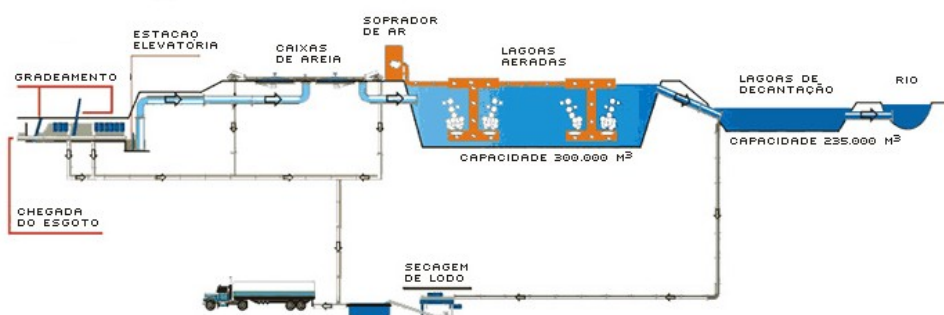 GRADEAMENTO
ESTACAO
ELEVATÓRIA
CAIXAS
DE AREIA
SOPRADOR
DE AR
LAGOAS
AERADAS
LAGOAS DE
DECANTAÇÃO
RIO
CAPACIDADE 300.000 M³
CAPACIDADE 235.000 M³
CHEGADA
DO ESGOTO
SECAGEM
DE LODO